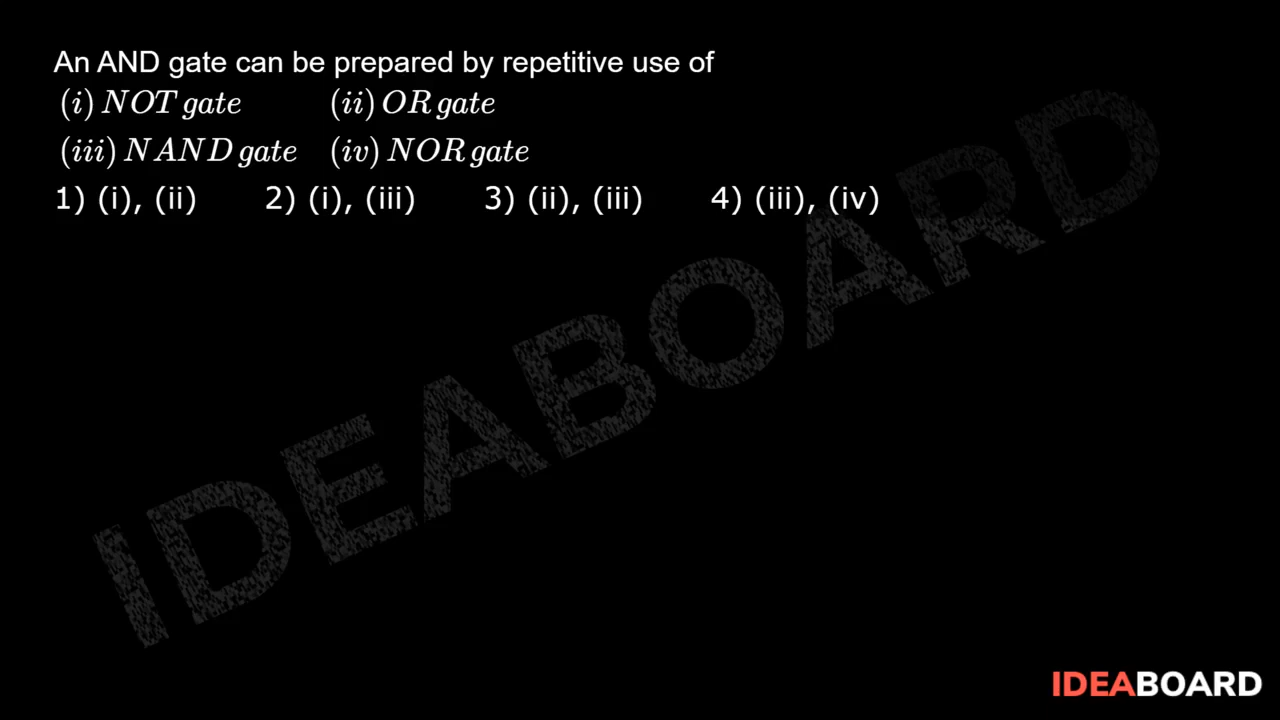 An AND gate can be prepared by repetitive use of
(i) NOT gate (ii) OR gate
(iii) NAND gate (iv) NOR gate
1) (i), (ii) 2) (i), (iii) 3) (ii), (iii) 4) (iii), (iv)
IDEABOARD
IDEABOARD